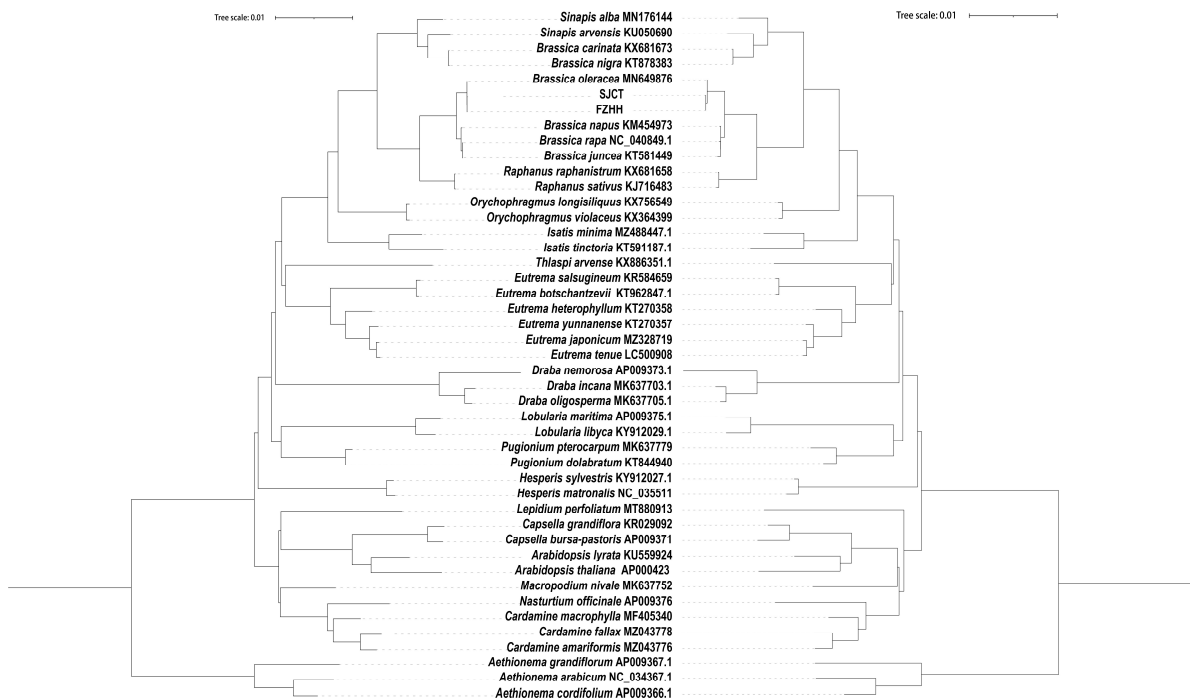 Tree scale: 0.01
Tree scale: 0.01
Sinapis alba MN176144
Sinapis arvensis KU050690
Brassica carinata KX681673
Brassica nigra KT878383
Brassica oleracea MN649876
SJCT
FZHH
Brassica napus KM454973
Brassica rapa NC_040849.1
Brassica juncea KT581449
Raphanus raphanistrum KX681658
Raphanus sativus KJ716483
Orychophragmus longisiliquus KX756549
Orychophragmus violaceus KX364399
Isatis minima MZ488447.1
Isatis tinctoria KT591187.1
Thlaspi arvense KX886351.1
Eutrema salsugineum KR584659
Eutrema botschantzevii KT962847.1
Eutrema heterophyllum KT270358
Eutrema yunnanense KT270357
Eutrema japonicum MZ328719
Eutrema tenue LC500908
Draba nemorosa AP009373.1
Draba incana MK637703.1
Draba oligosperma MK637705.1
Lobularia maritima AP009375.1
Lobularia libyca KY912029.1
Pugionium pterocarpum MK637779
Pugionium dolabratum KT844940
Hesperis sylvestris KY912027.1
Hesperis matronalis NC_035511
Lepidium perfoliatum MT880913
Capsella grandiflora KR029092
Capsella bursa-pastoris AP009371
Arabidopsis lyrata KU559924
Arabidopsis thaliana AP000423
Macropodium nivale MK637752
Nasturtium officinale AP009376
Cardamine macrophylla MF405340
Cardamine fallax MZ043778
Cardamine amariformis MZ043776
Aethionema grandiflorum AP009367.1
Aethionema arabicum NC_034367.1
Aethionema cordifolium AP009366.1